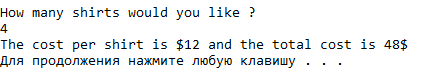 How many shirts would you like ?
4
The cost per shirt is $12 and the total cost is 48$
Для продолжения нажмите любую клавишу . . .